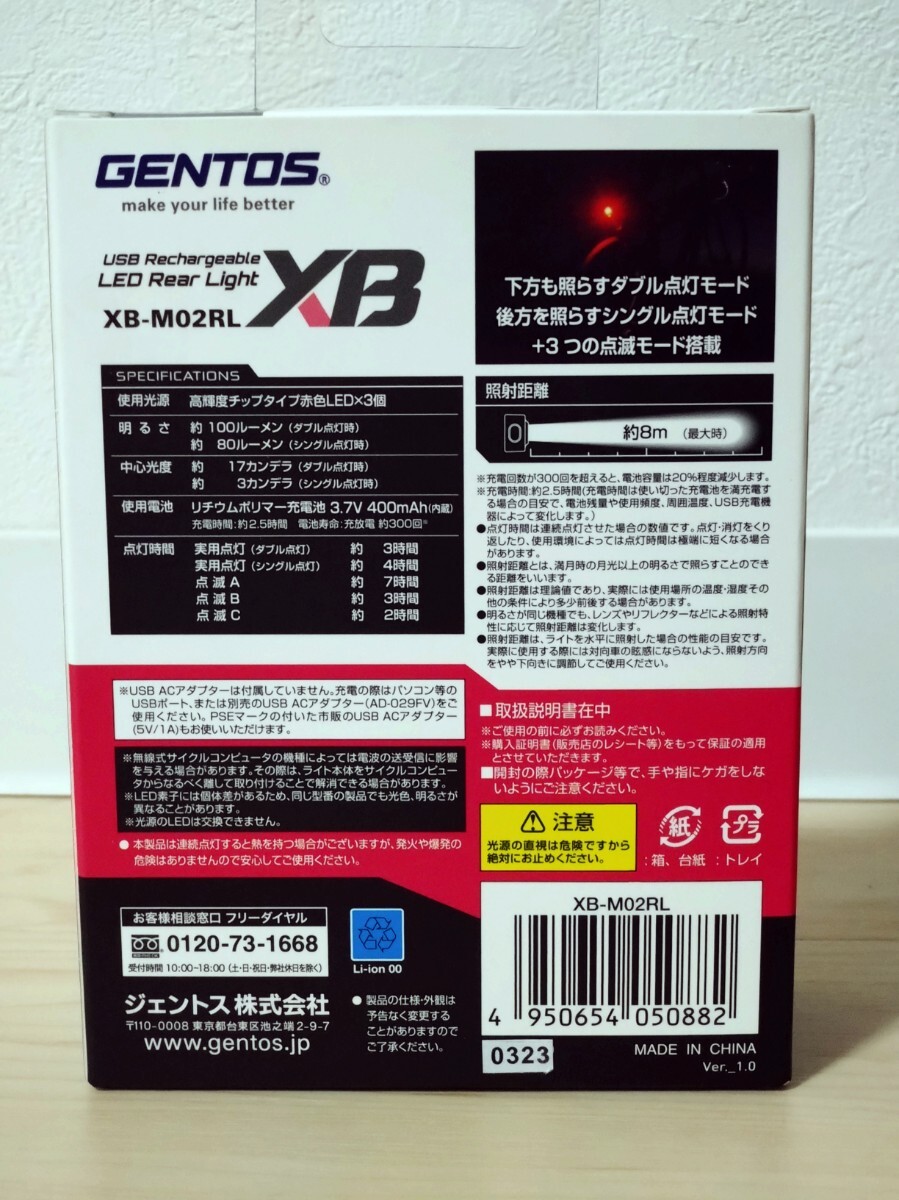 GENTOS®
make your life better
USB Rechargeable
LED Rear Light
XB
XB-M02RL
下方も照らすダブル点灯モード
後方を照らすシングル点灯モード
+3つの点滅モード搭載
SPECIFICATIONS
使用光源 高輝度チップタイプ赤色LED×3個
明るさ 約 100ルーメン (ダブル点灯時)
約 80ルーメン (シングル点灯時)
中心光度 約 17カンデラ (ダブル点灯時)
約 3カンデラ (シングル点灯時)
使用電池 リチウムポリマー充電池 3.7V 400mAh(内蔵)
充電時間:約2.5時間 電池寿命:充放電 約300回※
点灯時間 実用点灯 (ダブル点灯) 約 3時間
実用点灯 (シングル点灯) 約 4時間
点滅A 約 7時間
点滅B 約 3時間
点滅C 約 2時間
照射距離
約8m (最大時)
※充電回数が300回を超えると、電池容量は20%程度減少します。
※充電時間:約2.5時間(充電時間は使い切った充電池を満充電す
る場合の目安で、電池残量や使用頻度、周囲温度、USB充電機
器によって変化します。)
●点灯時間は連続点灯させた場合の数値です。点灯・消灯をくり
返したり、使用環境によっては点灯時間は極端に短くなる場合
があります。
●照射距離とは、満月時の月光以上の明るさで照らすことのでき
る距離をいいます。
●照射距離は理論値であり、実際には使用場所の温度・湿度その
他の条件により多少前後する場合があります。
●明るさが同じ機種でも、レンズやリフレクターなどによる照射特
性に応じて照射距離は変化します。
●照射距離は、ライトを水平に照射した場合の性能の目安です。
実際に使用する際には対向車の眩惑にならないよう、照射方向
をやや下向きに調節してご使用ください。
※USB ACアダプターは付属していません。充電の際はパソコン等の
USBポート、または別売のUSB ACアダプター(AD-029FV)をご
使用ください。PSEマークの付いた市販のUSB ACアダプター
(5V/1A)もお使いいただけます。
※無線式サイクルコンピュータの機種によっては電波の送受信に影響
を与える場合があります。その際は、ライト本体をサイクルコンピュー
タからなるべく離して取り付けることで解消できる場合があります。
※LED素子には個体差があるため、同じ型番の製品でも光色、明るさが
異なることがあります。
※光源のLEDは交換できません。
● 本製品は連続点灯すると熱を持つ場合がございますが、発火や爆発の
危険はありませんので安心してご使用ください。
■取扱説明書在中
※ご使用の前に必ずお読みください。
※購入証明書(販売店のレシート等)をもって保証の適用
とさせていただきます。
■開封の際パッケージ等で、手や指にケガをしな
いようにご注意ください。
注意
光源の直視は危険ですから
絶対にお止めください。
紙
:箱、台紙
プラ
:トレイ
お客様相談窓口 フリーダイヤル
0120-73-1668
受付時間 10:00~18:00 (土・日・祝日・弊社休日を除く)
Li-ion 00
ジェントス株式会社
〒110-0008 東京都台東区池之端2-9-7
www.gentos.jp
● 製品の仕様・外観は
予告なく変更する
ことがありますので
ご了承ください。
XB-M02RL
4 950654 050882
0323
MADE IN CHINA
Ver._1.0